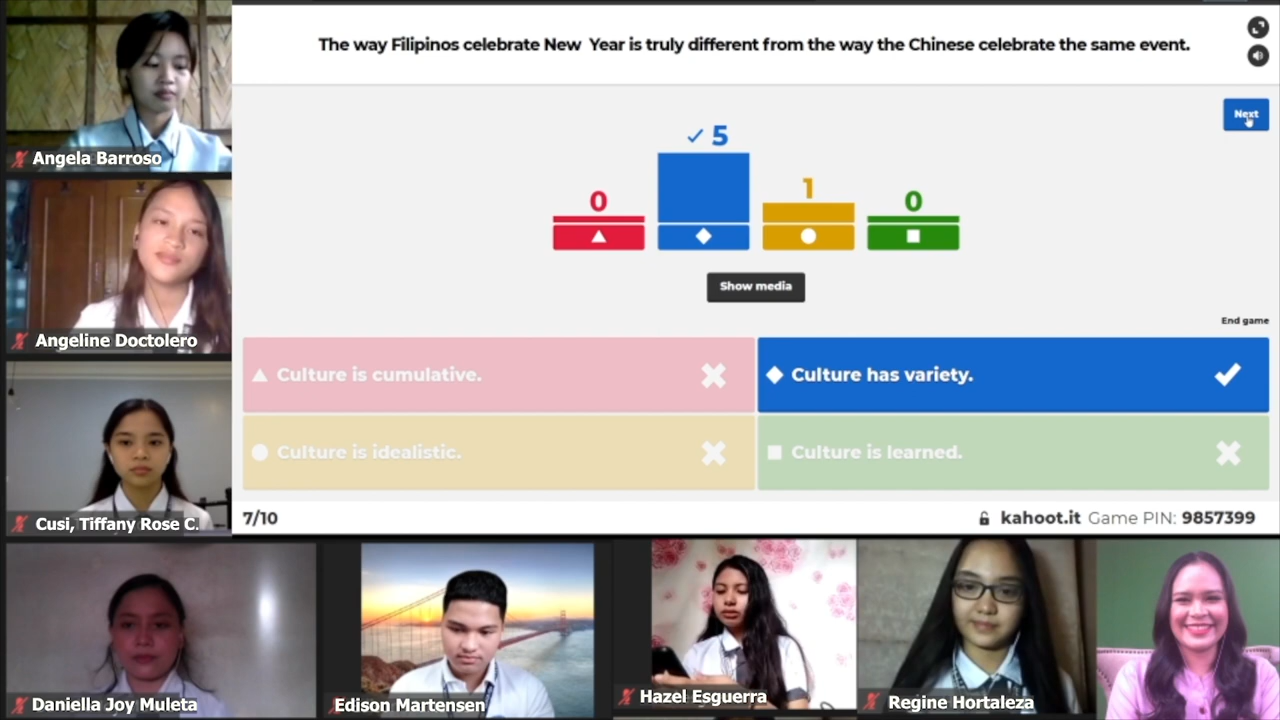 The way Filipinos celebrate New Year is truly different from the way the Chinese celebrate the same event.
Next
5
0
1
0
Show media
End game
Culture is cumulative.
Culture has variety.
Culture is idealistic.
Culture is learned.
7/10
kahoot.it Game PIN: 9857399
Angela Barroso
Angeline Doctolero
Cusi, Tiffany Rose C.
Daniella Joy Muleta
Edison Martensen
Hazel Esguerra
Regine Hortaleza